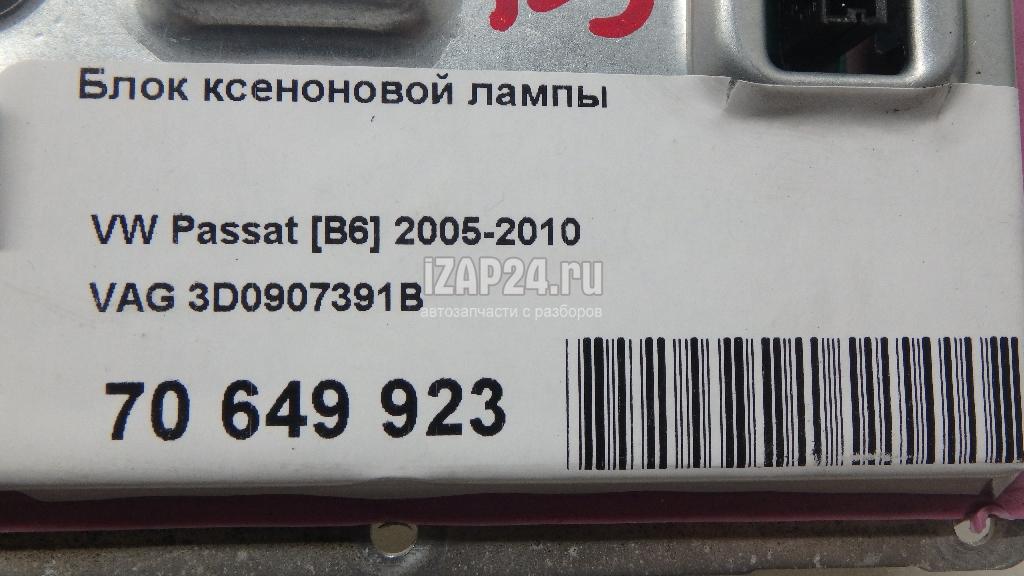 Блок ксеноновой лампы
VW Passat [B6] 2005-2010
iZAP24.ru
VAG 3D0907391B
автозапчасти с разборов
70 649 923